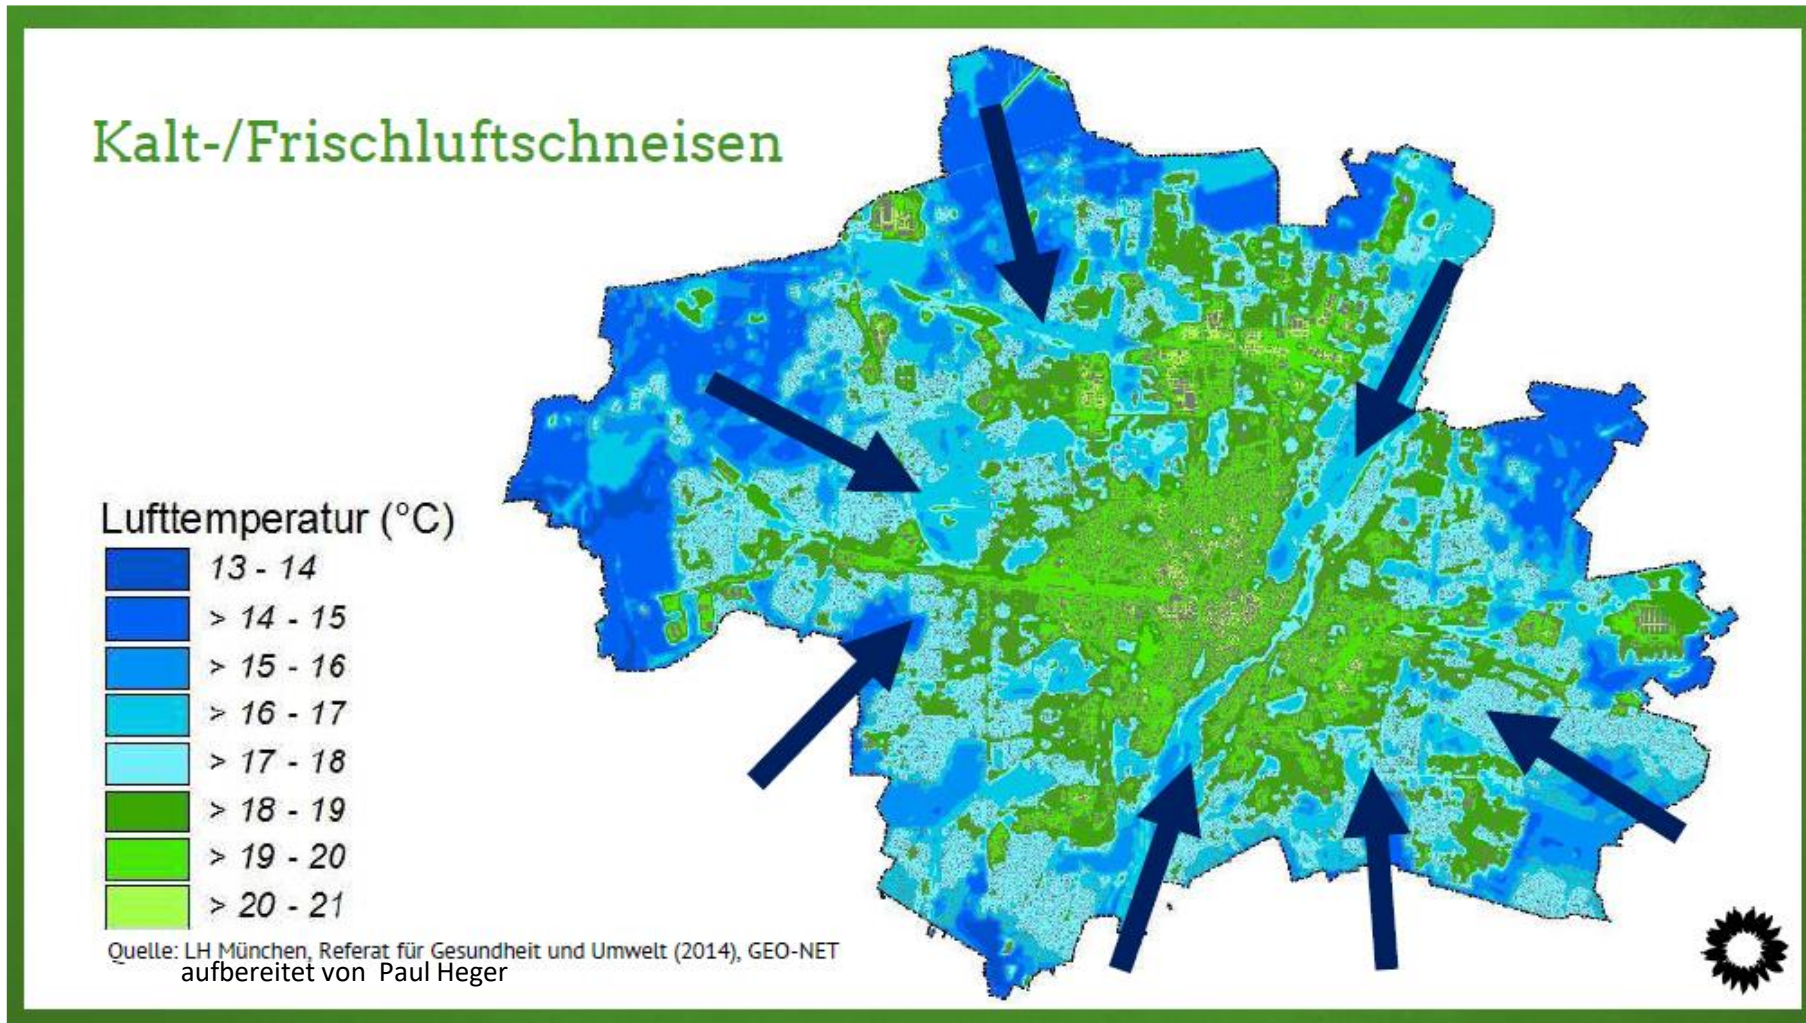 Kalt-/Frischluftschneisen
Lufttemperatur (°C)
13 - 14
> 14 - 15
> 15 - 16
> 16 - 17
> 17 - 18
> 18 - 19
> 19 - 20
> 20 - 21
Quelle: LH München, Referat für Gesundheit und Umwelt (2014), GEO-NET
aufbereitet von Paul Heger